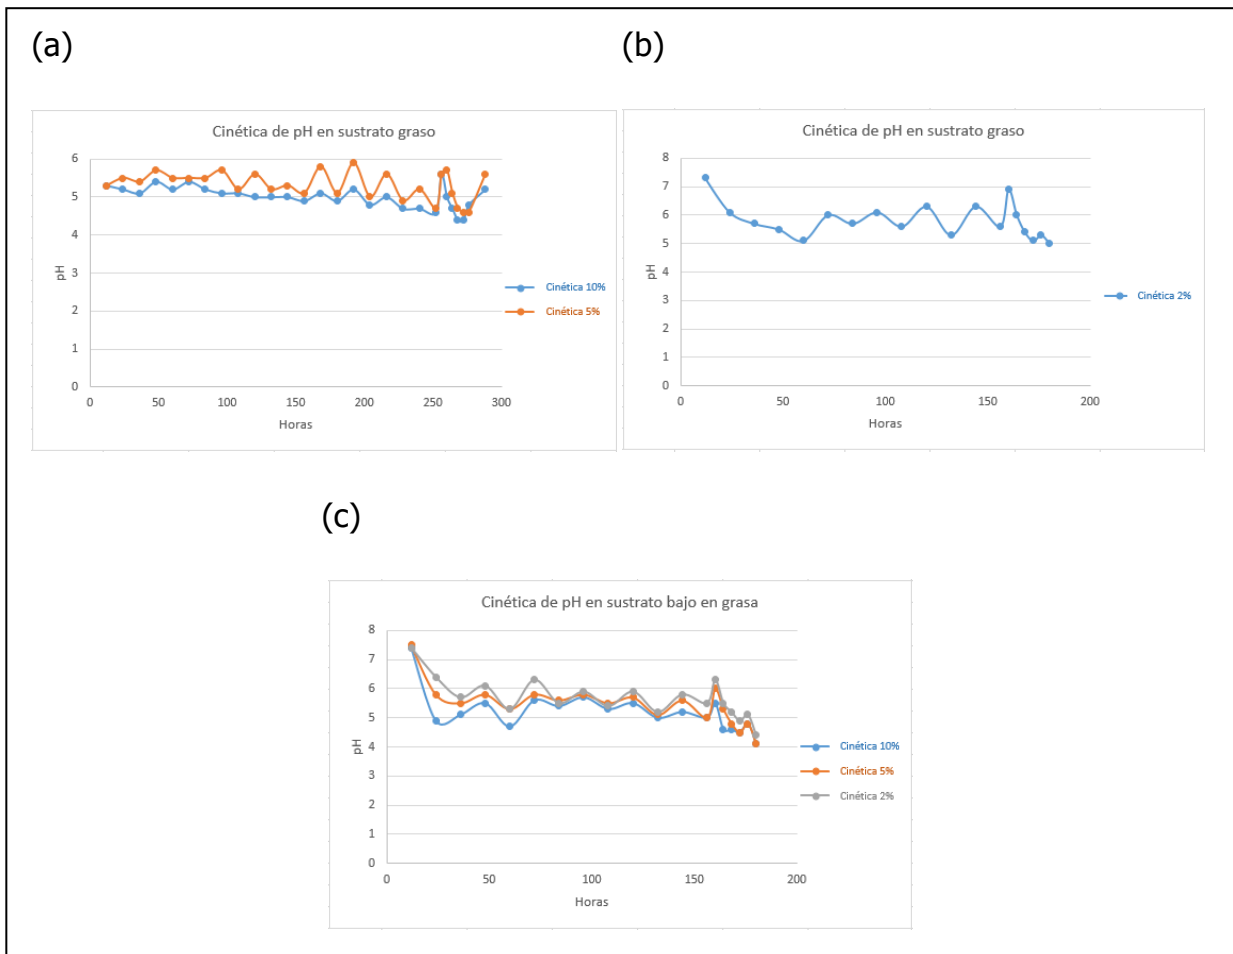 (a)
Cinética de pH en sustrato graso
6
5
4
3
2
1
0
pH
0 50 100 150 200 250 300
Horas
Cinética 10%
Cinética 5%
(b)
Cinética de pH en sustrato graso
8
7
6
5
4
3
2
1
0
pH
0 50 100 150 200
Horas
Cinética 2%
(c)
Cinética de pH en sustrato bajo en grasa
8
7
6
5
4
3
2
1
0
pH
0 50 100 150 200
Horas
Cinética 10%
Cinética 5%
Cinética 2%